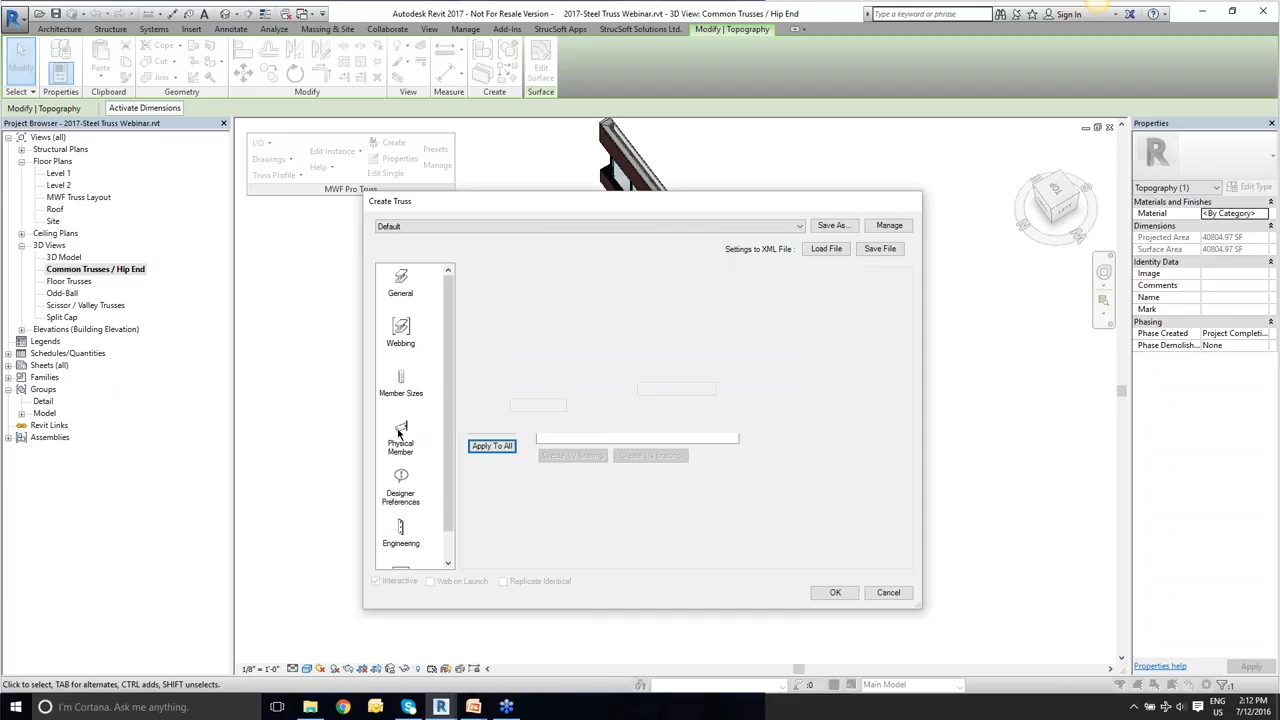 Autodesk Revit 2017 - Not For Resale Version - 2017-Steel Truss Webinar.rvt - 3D View: Common Trusses / Hip End
Type a keyword or phrase
Sign In
Architecture Structure Systems Insert Annotate Analyze Massing & Site Collaborate View Manage Add-Ins StrucSoft Apps StrucSoft Solutions Ltd. Modify | Topography
Modify
Paste
Cope
Cut
Join
Edit Surface
Select Properties Clipboard Geometry Modify View Measure Create Surface
Modify | Topography
Activate Dimensions
Project Browser - 2017-Steel Truss Webinar.rvt
Views (all)
Structural Plans
Floor Plans
Level 1
Level 2
MWF Truss Layout
Roof
Site
Ceiling Plans
3D Views
3D Model
Common Trusses / Hip End
Floor Trusses
Odd-Ball
Scissor / Valley Trusses
Split Cap
Elevations (Building Elevation)
Legends
Schedules/Quantities
Sheets (all)
Families
Groups
Detail
Model
Revit Links
Assemblies
I/O
Drawings
Truss Profile
Edit Instance
Help
Create
Properties
Edit Single
Presets
Manage
MWF Pro Truss
TOP
Create Truss
Default
Save As...
Manage
Settings to XML File :
Load File
Save File
General
Webbing
Member Sizes
Physical
Member
Designer
Preferences
Engineering
Apply To All
Interactive
Web on Launch
Replicate Identical
OK
Cancel
Properties
Topography (1)
Edit Type
Materials and Finishes
Material <By Category>
Dimensions
Projected Area 40804.97 SF
Surface Area 40804.97 SF
Identity Data
Image
Comments
Name
Mark
Phasing
Phase Created Project Completi...
Phase Demolish... None
Properties help
Apply
1/8" = 1'-0"
Click to select, TAB for alternates, CTRL adds, SHIFT unselects.
:0
Main Model
:1
I'm Cortana. Ask me anything.
ENG
US
2:12 PM
7/12/2016